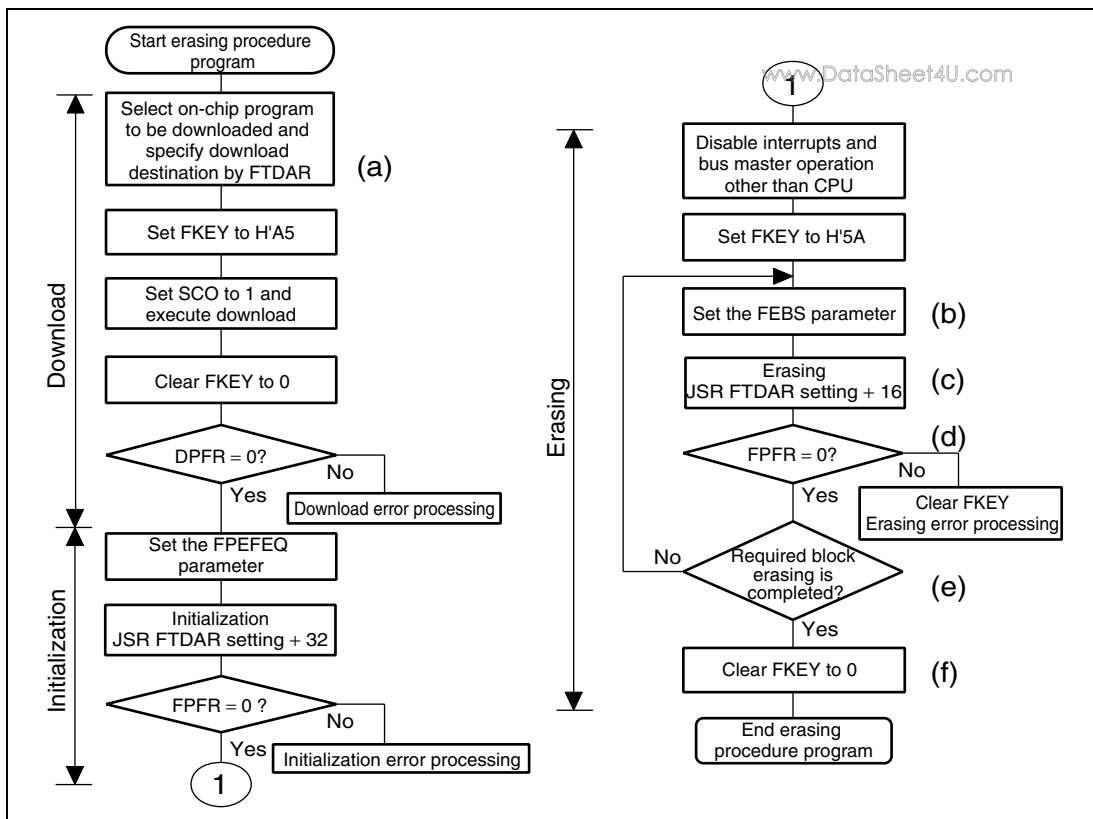 Start erasing procedure
program
Select on-chip program
to be downloaded and
specify download
destination by FTDAR
(a)
Set FKEY to H'A5
Set SCO to 1 and
execute download
Clear FKEY to 0
DPFR = 0?
No
Yes
Download error processing
Download
Set the FPEFEQ
parameter
Initialization
JSR FTDAR setting + 32
FPFR = 0 ?
No
Yes
Initialization error processing
1
Initialization
www.DataSheet4U.com
1
Disable interrupts and
bus master operation
other than CPU
Set FKEY to H'5A
Set the FEBS parameter
(b)
Erasing
JSR FTDAR setting + 16
(c)
(d)
FPFR = 0?
No
Yes
Clear FKEY
Erasing error processing
No
Required block
erasing is
completed?
(e)
Yes
Clear FKEY to 0
(f)
End erasing
procedure program
Erasing